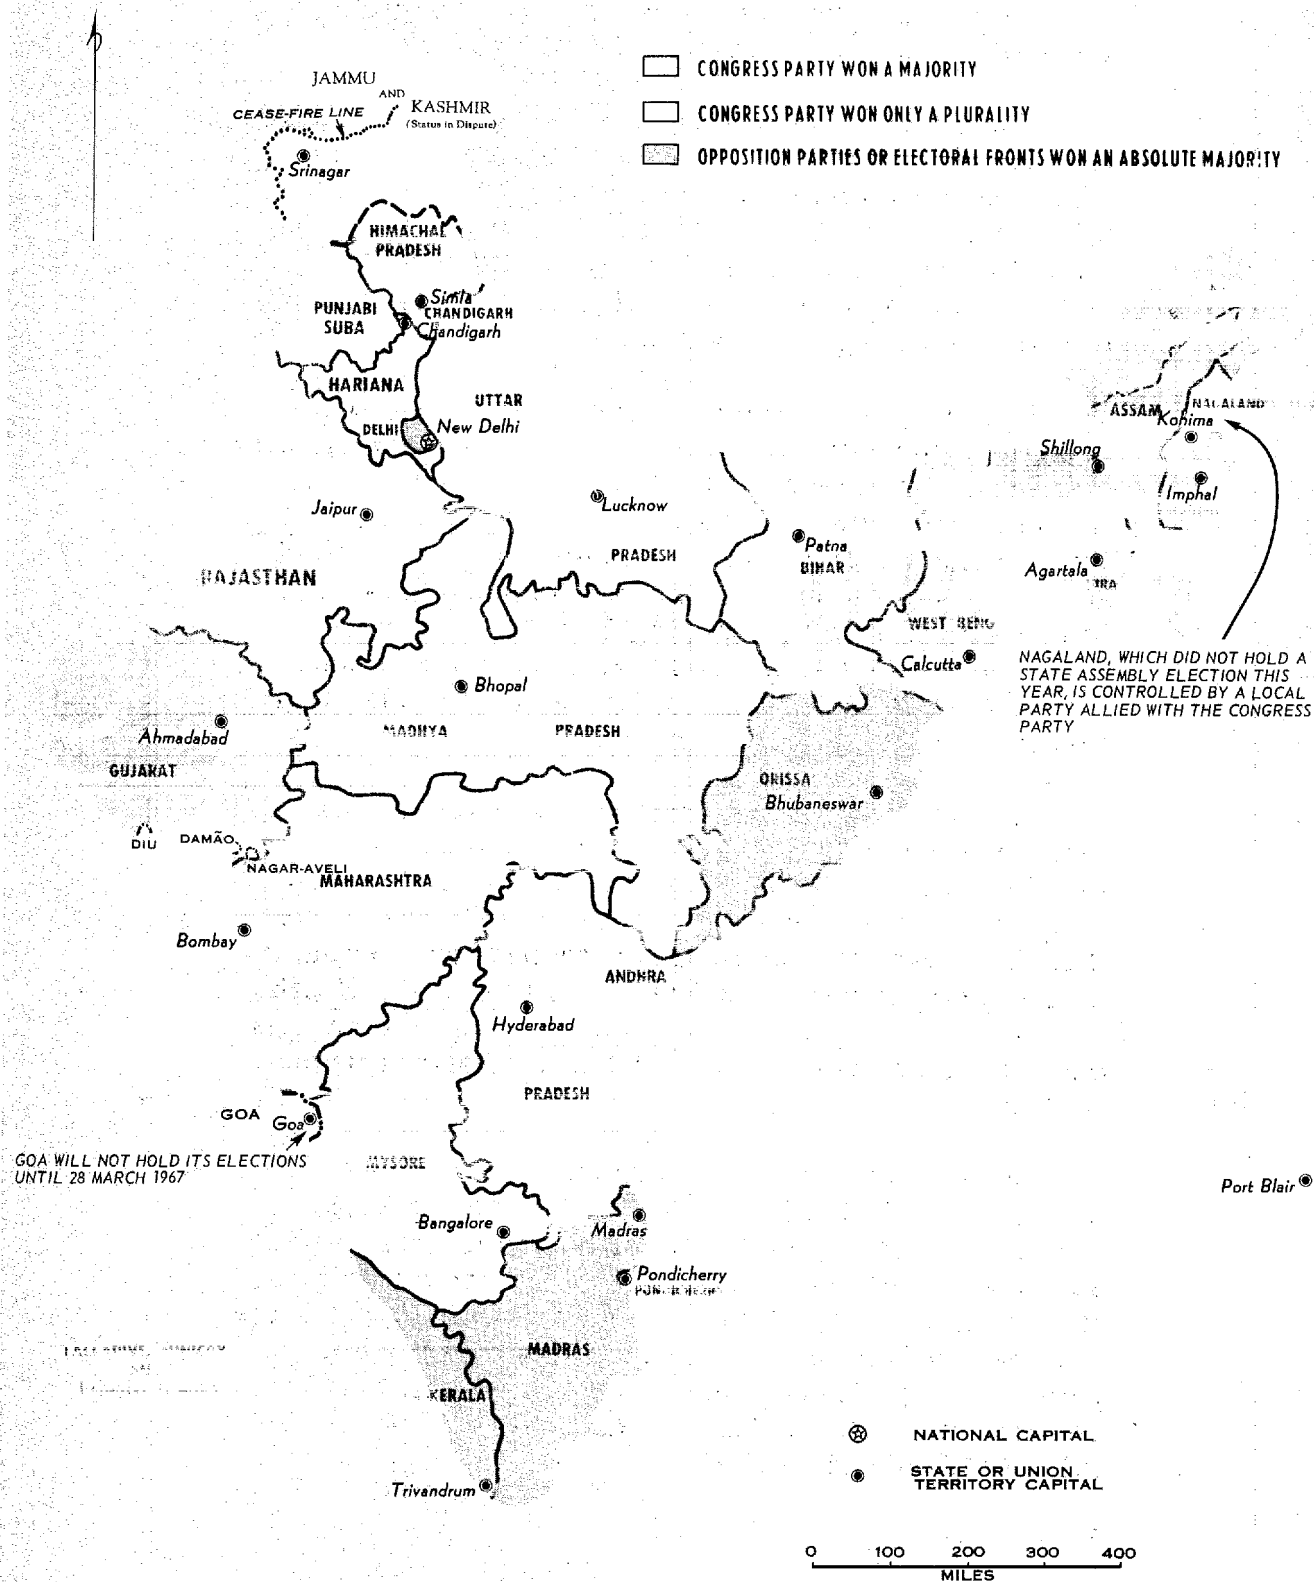 CONGRESS PARTY WON A MAJORITY
CONGRESS PARTY WON ONLY A PLURALITY
OPPOSITION PARTIES OR ELECTORAL FRONTS WON AN ABSOLUTE MAJORITY
JAMMU
AND
KASHMIR
(Status in Dispute)
CEASE-FIRE LINE
Srinagar
HIMACHAL
PRADESH
Simla
PUNJABI
SUBA
CHANDIGARH
Chandigarh
HARIANA
UTTAR
DELHI
New Delhi
ASSAM
NAGALAND
Kohima
Shillong
Imphal
Jaipur
Lucknow
Patna
PRADESH
BIHAR
Agartala
RAJASTHAN
WEST BENG
Calcutta
NAGALAND, WHICH DID NOT HOLD A
STATE ASSEMBLY ELECTION THIS
YEAR, IS CONTROLLED BY A LOCAL
PARTY ALLIED WITH THE CONGRESS
PARTY
Bhopal
Ahmadabad
MADHYA
PRADESH
GUJARAT
ORISSA
Bhubaneswar
DIU
DAMÃO
NAGAR-AVELI
MAHARASHTRA
Bombay
ANDHRA
Hyderabad
PRADESH
GOA
Goa
GOA WILL NOT HOLD ITS ELECTIONS
UNTIL 28 MARCH 1967
MYSORE
Port Blair
Bangalore
Madras
Pondicherry
MADRAS
KERALA
Trivandrum
NATIONAL CAPITAL
STATE OR UNION
TERRITORY CAPITAL
0 100 200 300 400
MILES